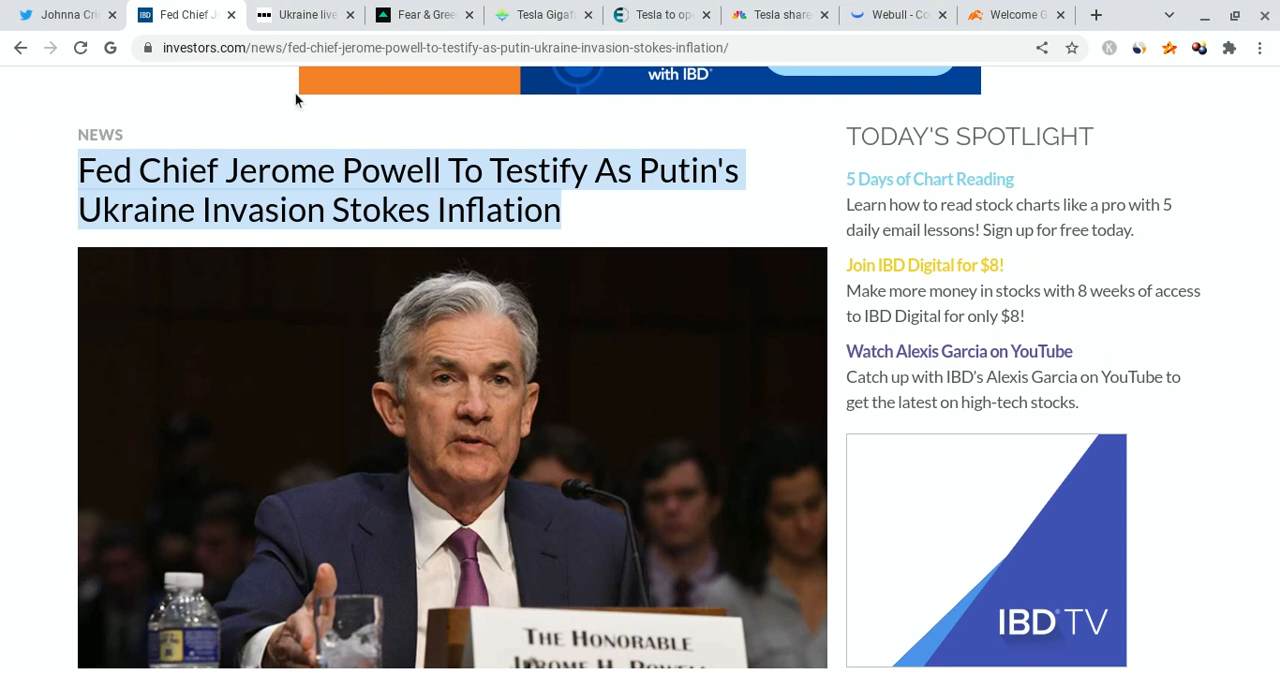 Johnna Cri
Fed Chief J
Ukraine live
Fear & Gree
Tesla Gigaf
Tesla to op
Tesla share
Webull - Co
Welcome G
investors.com/news/fed-chief-jerome-powell-to-testify-as-putin-ukraine-invasion-stokes-inflation/
with IBD®
NEWS
Fed Chief Jerome Powell To Testify As Putin's
Ukraine Invasion Stokes Inflation
THE HONORABLE
JEROME H. POWELL
TODAY'S SPOTLIGHT
5 Days of Chart Reading
Learn how to read stock charts like a pro with 5
daily email lessons! Sign up for free today.
Join IBD Digital for $8!
Make more money in stocks with 8 weeks of access
to IBD Digital for only $8!
Watch Alexis Garcia on YouTube
Catch up with IBD's Alexis Garcia on YouTube to
get the latest on high-tech stocks.
IBD® TV